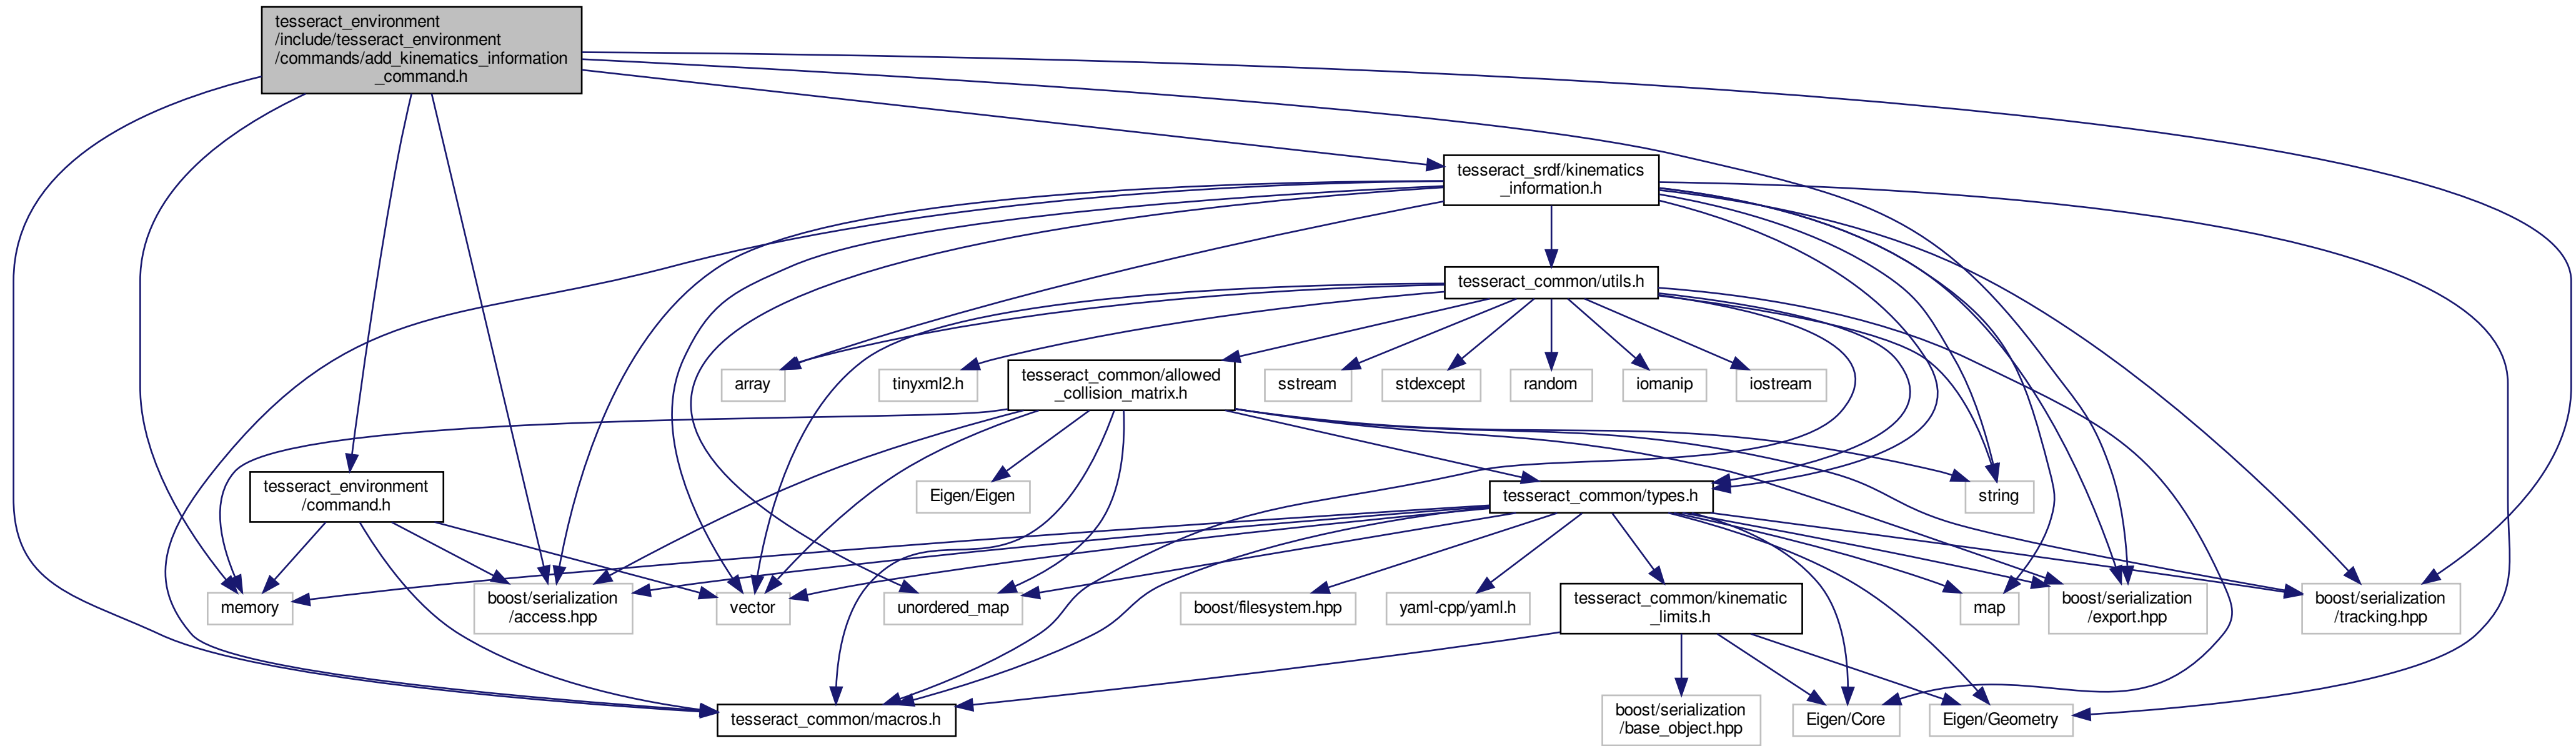 tesseract_environment
/include/tesseract_environment
/commands/add_kinematics_information
_command.h
tesseract_srdf/kinematics
_information.h
tesseract_common/utils.h
array
tinyxml2.h
tesseract_common/allowed
_collision_matrix.h
sstream
stdexcept
random
iomanip
iostream
tesseract_environment
/command.h
Eigen/Eigen
tesseract_common/types.h
string
memory
boost/serialization
/access.hpp
vector
unordered_map
boost/filesystem.hpp
yaml-cpp/yaml.h
tesseract_common/kinematic
_limits.h
map
boost/serialization
/export.hpp
boost/serialization
/tracking.hpp
tesseract_common/macros.h
boost/serialization
/base_object.hpp
Eigen/Core
Eigen/Geometry